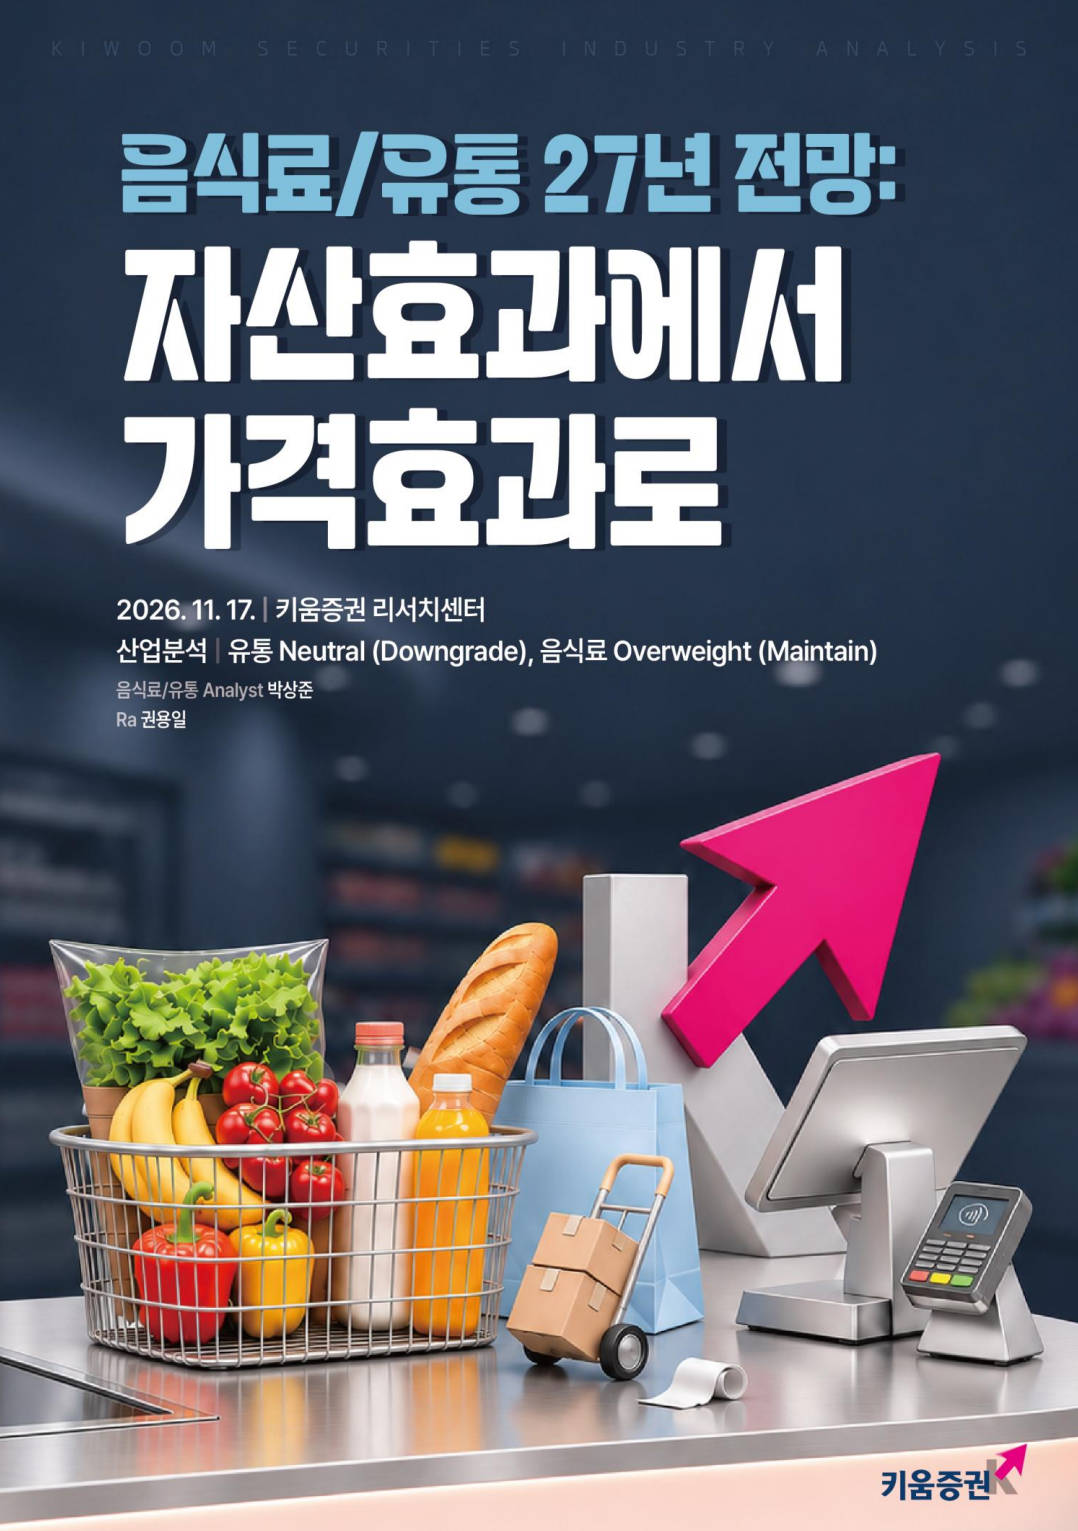 KIWOOM SECURITIES INDUSTRY ANALYSIS
음식료/유통 27년 전망:
자산효과에서
가격효과로
2026. 11. 17. | 키움증권 리서치센터
산업분석 | 유통 Neutral (Downgrade), 음식료 Overweight (Maintain)
음식료/유통 Analyst 박상준
Ra 권용일
키움증권